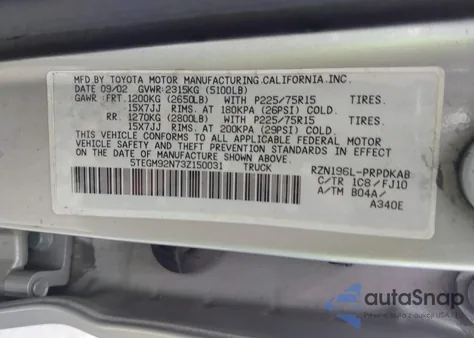 MFD. BY TOYOTA MOTOR MANUFACTURING,CALIFORNIA.INC.
DATE 09/02 GVWR:2315KG (5100LB)
GAWR : FRT. 1200KG (2650LB) WITH P225/75R15 TIRES.
15X7JJ RIMS. AT 180KPA (26PSI) COLD.
RR. 1270KG (2800LB) WITH P225/75R15 TIRES.
15X7JJ RIMS. AT 200KPA (29PSI) COLD.
THIS VEHICLE CONFORMS TO ALL APPLICABLE
FEDERAL MOTOR VEHICLE SAFETY STANDARDS IN
EFFECT ON THE DATE OF MANUFACTURE SHOWN ABOVE.
5TEGM92N73Z150031 TRUCK
RZN196L-PRPDKAB
C/TR 1C8/FJ10
A/TM B04A/
A340E
autoSnap